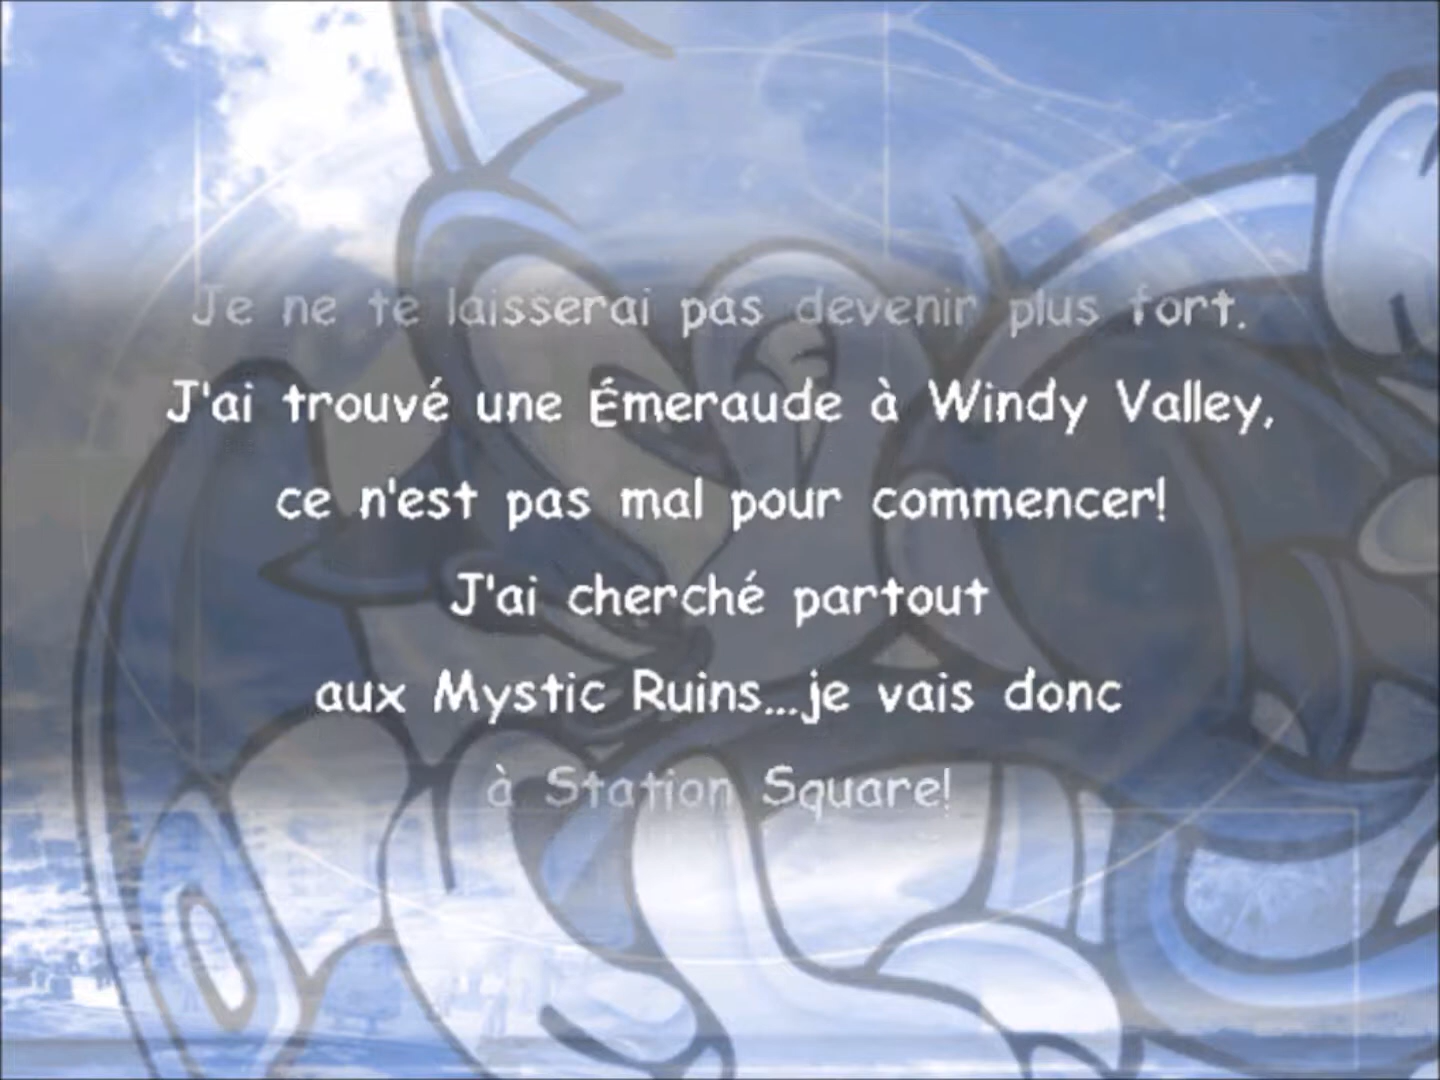 Je ne te laisserai pas devenir plus fort.
J'ai trouvé une Émeraude à Windy Valley,
ce n'est pas mal pour commencer!
J'ai cherché partout
aux Mystic Ruins...je vais donc
à Station Square!